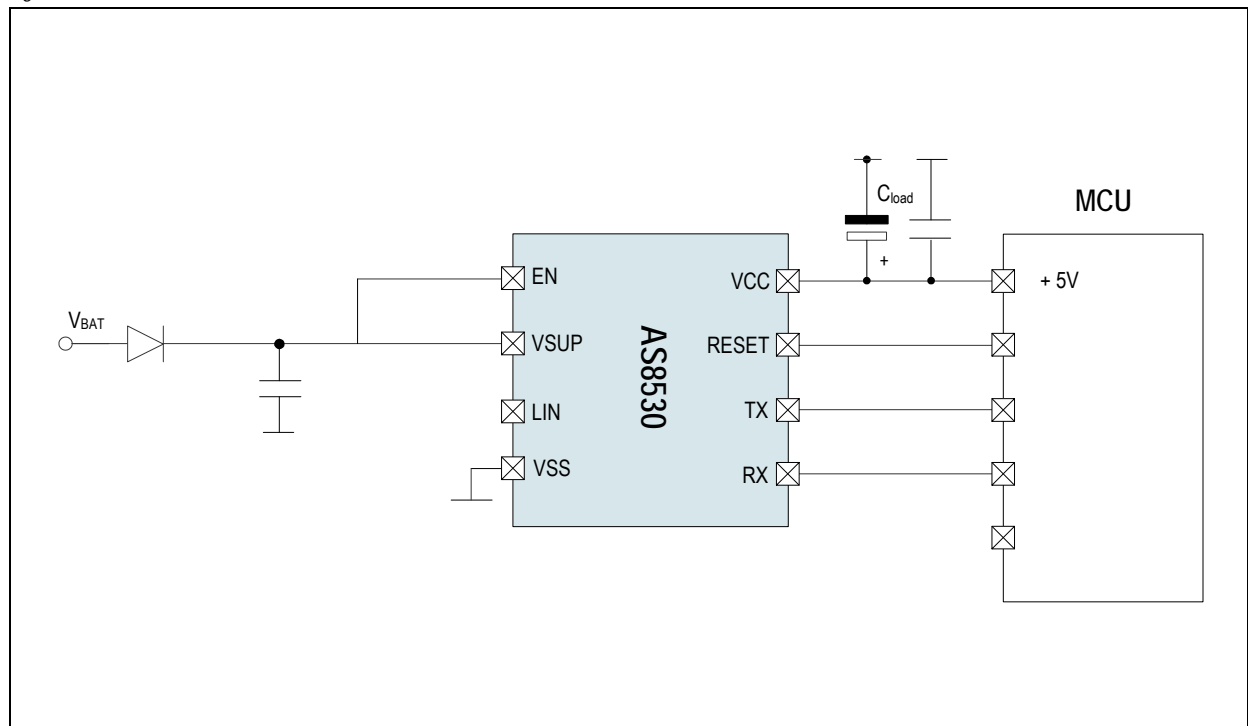 MCU
Cload
+
EN
VCC
+ 5V
VBAT
VSUP
RESET
AS8530
LIN
TX
VSS
RX